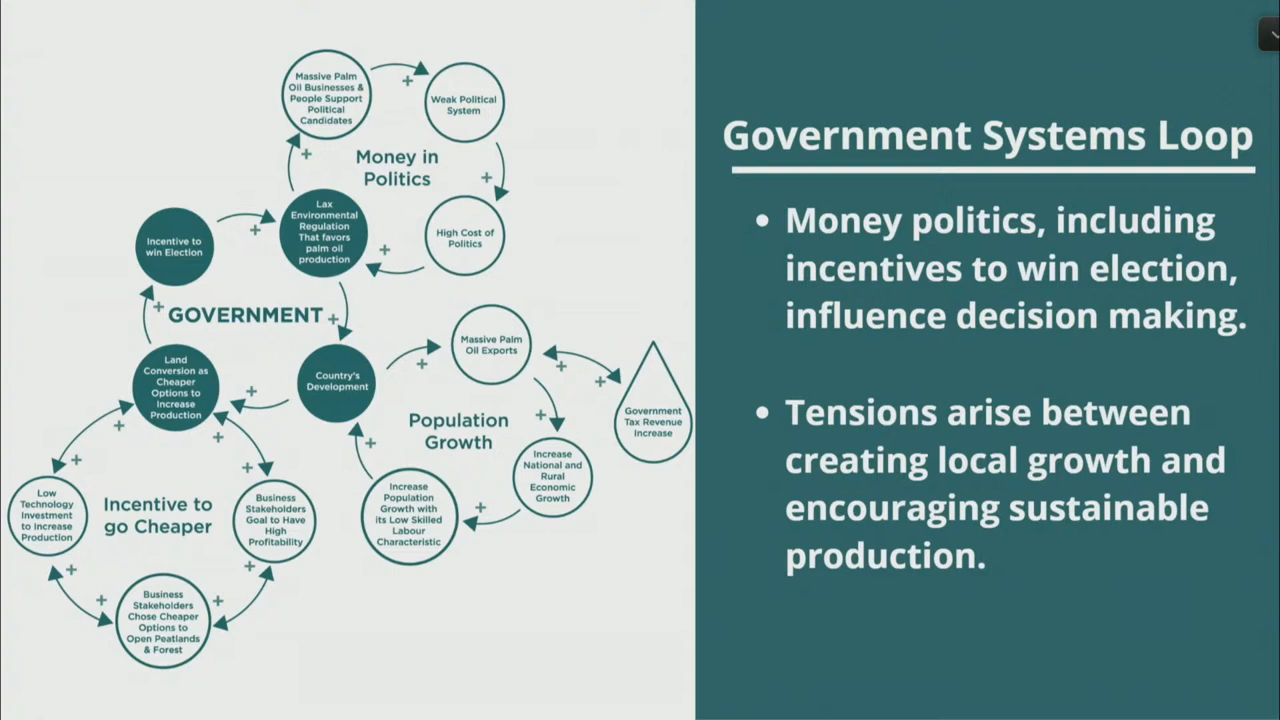 Massive Palm
Oil Businesses &
People Support
Political
Candidates
+
Weak Political
System
+
Money in
Politics
+
Lax
Environmental
Regulation
That favors
palm oil
production
High Cost of
Politics
+
Incentive to
win Election
+
+
GOVERNMENT
+
Land
Conversion as
Cheaper
Options to
Increase
Production
Country's
Development
+
Massive Palm
Oil Exports
+
+
+
Government
Tax Revenue
Increase
Population
Growth
+
Increase
National and
Rural
Economic
Growth
+
Increase
Population
Growth with
its Low Skilled
Labour
Characteristic
+
+
+
+
+
Low
Technology
Investment
to Increase
Production
Incentive to
go Cheaper
Business
Stakeholders
Goal to Have
High
Profitability
+
+
+
+
Business
Stakeholders
Chose Cheaper
Options to
Open Peatlands
& Forest
Government Systems Loop
• Money politics, including
incentives to win election,
influence decision making.
• Tensions arise between
creating local growth and
encouraging sustainable
production.